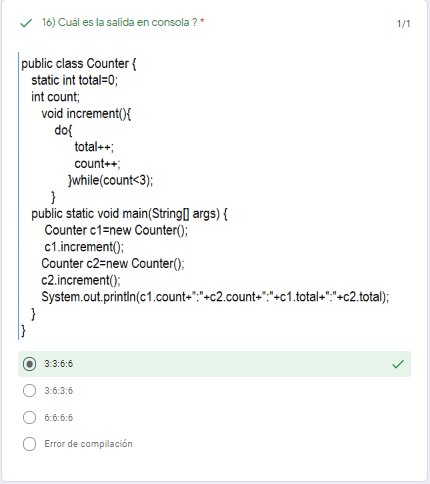 16) Cuál es la salida en consola ? *
1/1
public class Counter {
static int total=0;
int count;
void increment(){
do{
total++;
count++;
}while(count<3);
}
public static void main(String[] args) {
Counter c1=new Counter();
c1.increment();
Counter c2=new Counter();
c2.increment();
System.out.println(c1.count+":"+c2.count+":"+c1.total+":"+c2.total);
}
}
3:3:6:6
3:6:3:6
6:6:6:6
Error de compilación